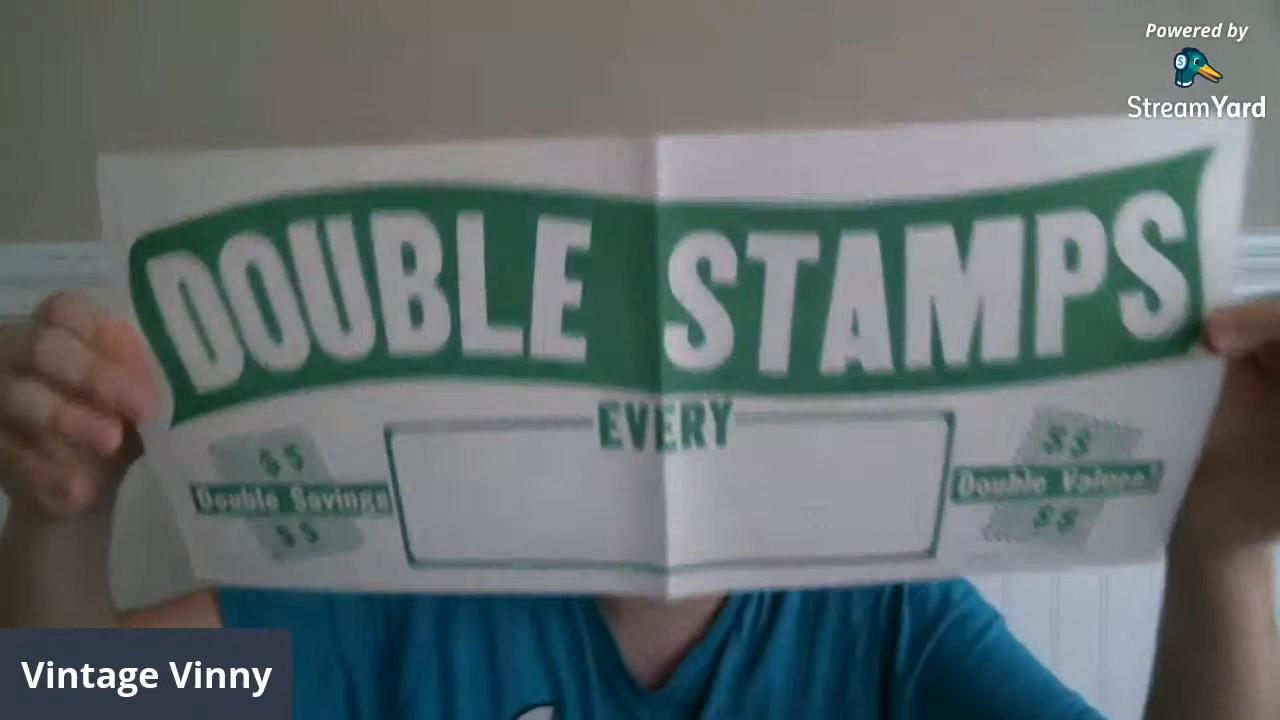 Powered by
StreamYard
DOUBLE STAMPS
EVERY
$ $
Double Savings
$ $
$ $
Double Values
$ $
Vintage Vinny